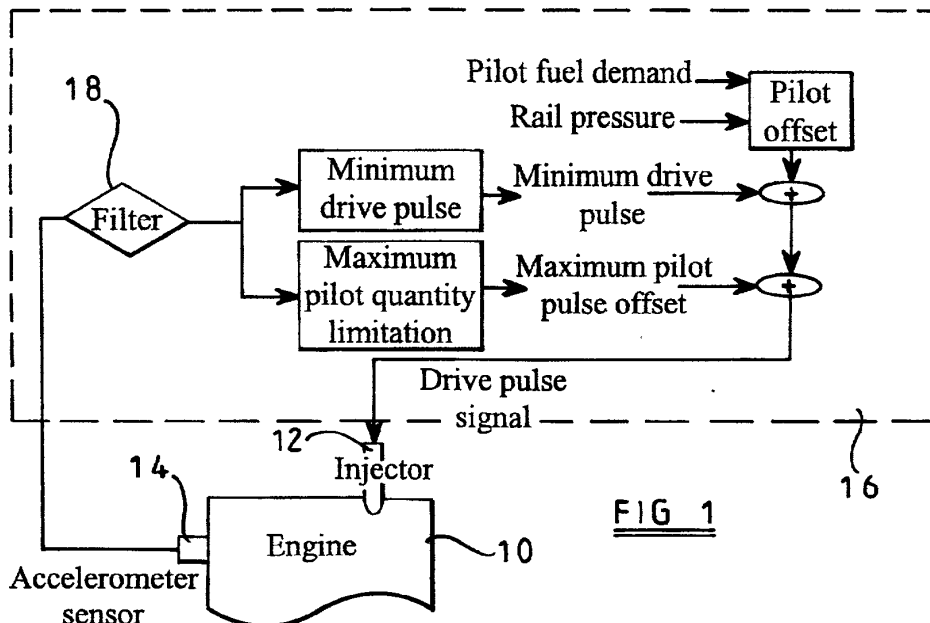 18
Pilot fuel demand
Rail pressure
Pilot
offset
Filter
Minimum
drive pulse
Minimum drive
pulse
+
Maximum
pilot quantity
limitation
Maximum pilot
pulse offset
+
Drive pulse
signal
12
Injector
14
16
Engine
10
FIG 1
Accelerometer
sensor